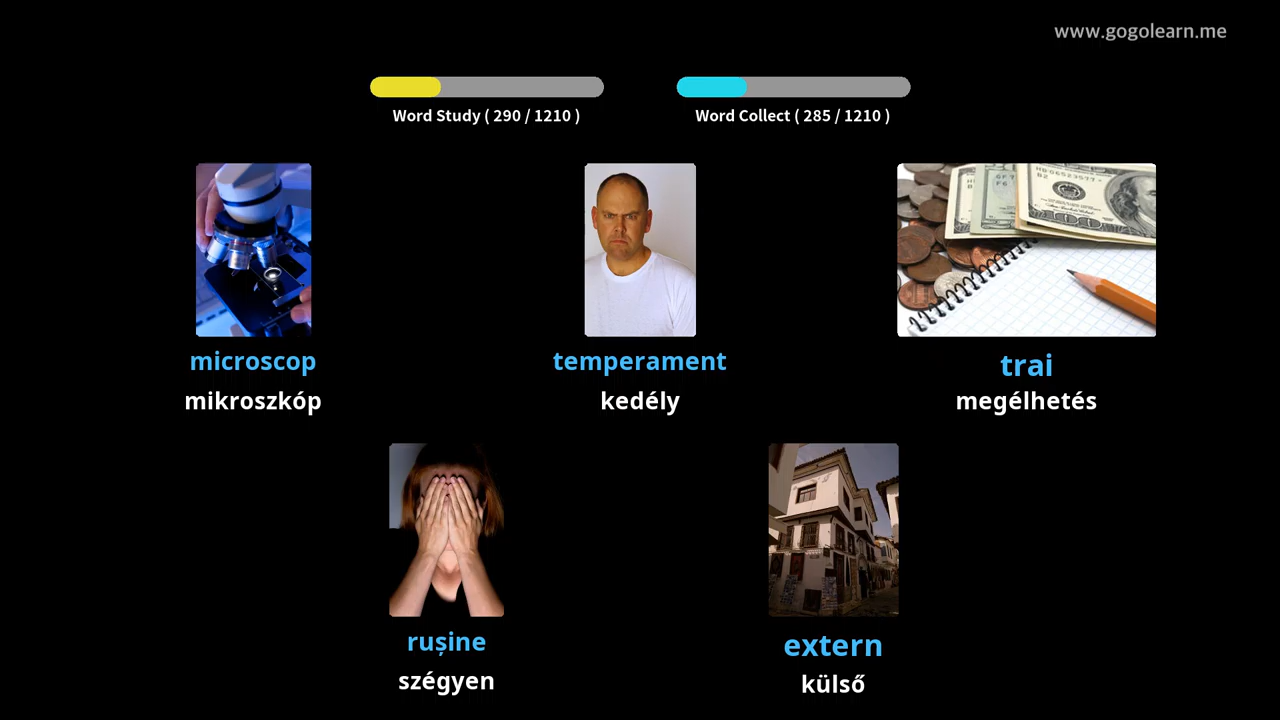 www.gogolearn.me
Word Study ( 290 / 1210 )
Word Collect ( 285 / 1210 )
microscop
mikroszkóp
temperament
kedély
trai
megélhetés
rușine
szégyen
extern
külső